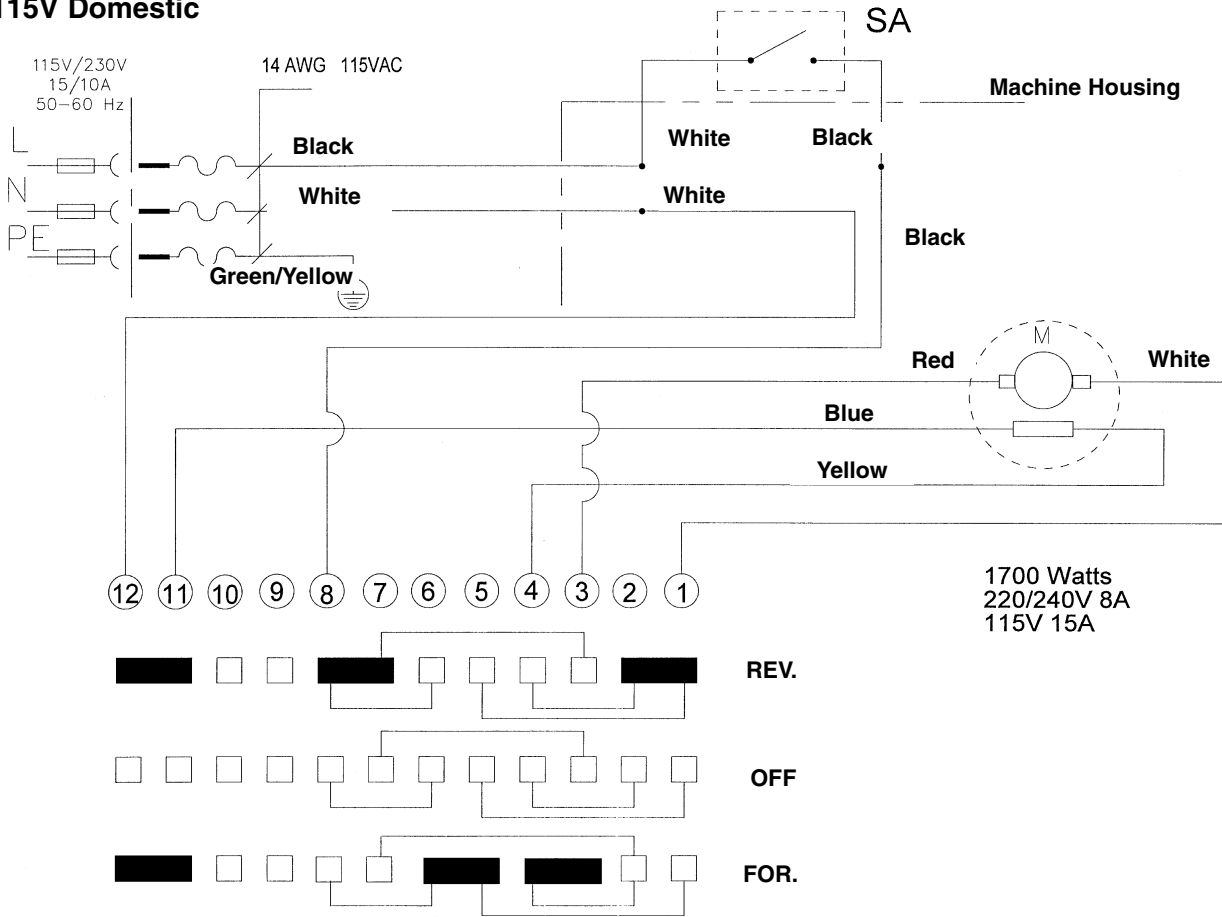 115V Domestic
SA
115V/230V
15/10A
50-60 Hz
14 AWG 115VAC
Machine Housing
L
Black
White
Black
N
White
White
PE
Black
Green/Yellow
M
Red
White
Blue
Yellow
12 11 10 9 8 7 6 5 4 3 2 1
1700 Watts
220/240V 8A
115V 15A
REV.
OFF
FOR.